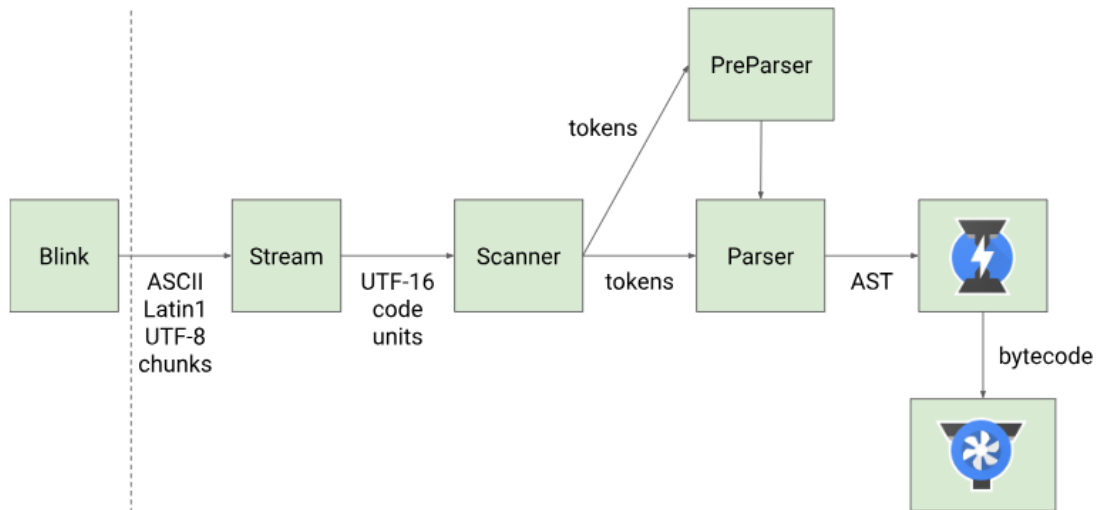 PreParser
tokens
Blink
ASCII
Latin1
UTF-8
chunks
Stream
UTF-16
code
units
Scanner
tokens
Parser
AST
bytecode